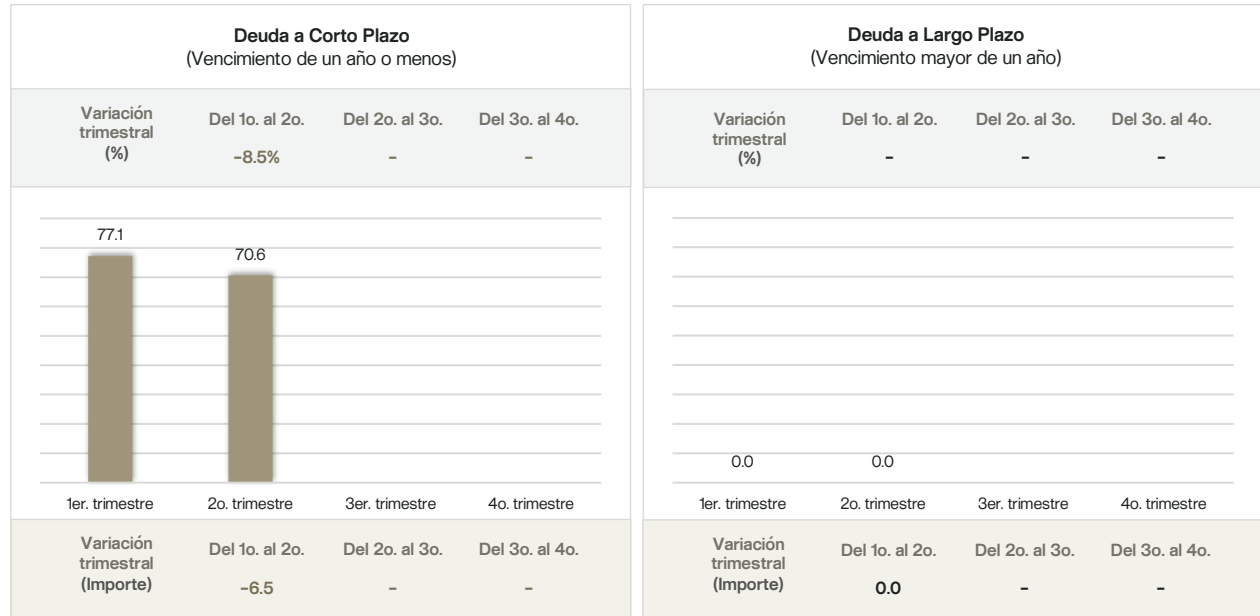 Deuda a Corto Plazo
(Vencimiento de un año o menos)
Variación
trimestral
(%)
Del 1o. al 2o. Del 2o. al 3o. Del 3o. al 4o.
-8.5% - -
77.1
70.6
1er. trimestre 2o. trimestre 3er. trimestre 4o. trimestre
Variación
trimestral
(Importe)
Del 1o. al 2o. Del 2o. al 3o. Del 3o. al 4o.
-6.5 - -
Deuda a Largo Plazo
(Vencimiento mayor de un año)
Variación
trimestral
(%)
Del 1o. al 2o. Del 2o. al 3o. Del 3o. al 4o.
- - -
0.0 0.0
1er. trimestre 2o. trimestre 3er. trimestre 4o. trimestre
Variación
trimestral
(Importe)
Del 1o. al 2o. Del 2o. al 3o. Del 3o. al 4o.
0.0 - -